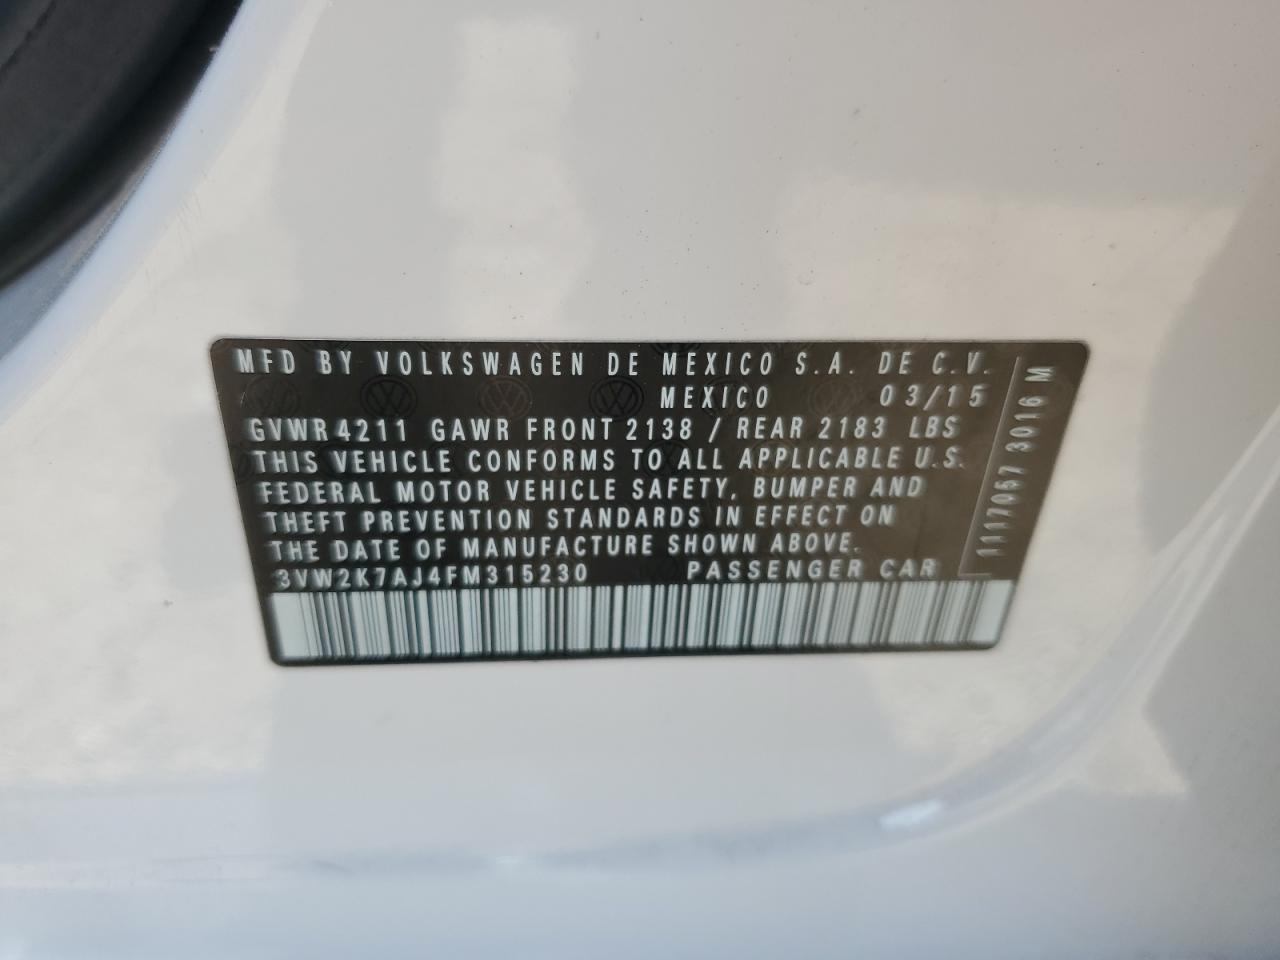 MFD BY VOLKSWAGEN DE MEXICO S.A. DE C.V.
MEXICO 03/15
GVWR 4211 GAWR FRONT 2138 / REAR 2183 LBS
THIS VEHICLE CONFORMS TO ALL APPLICABLE U.S.
FEDERAL MOTOR VEHICLE SAFETY, BUMPER AND
THEFT PREVENTION STANDARDS IN EFFECT ON
THE DATE OF MANUFACTURE SHOWN ABOVE.
3VW2K7AJ4FM315230 PASSENGER CAR
1117057 3016 M